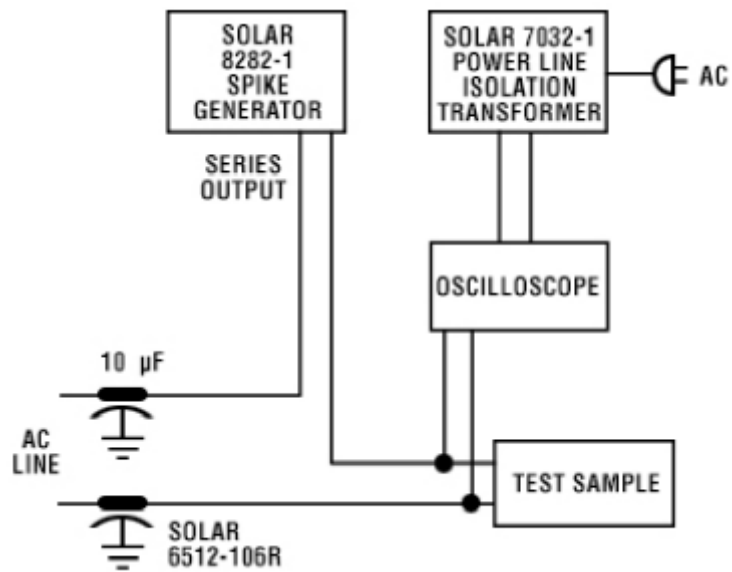 SOLAR
8282-1
SPIKE
GENERATOR
SOLAR 7032-1
POWER LINE
ISOLATION
TRANSFORMER
AC
SERIES
OUTPUT
OSCILLOSCOPE
10 µF
AC
LINE
TEST SAMPLE
SOLAR
6512-106R